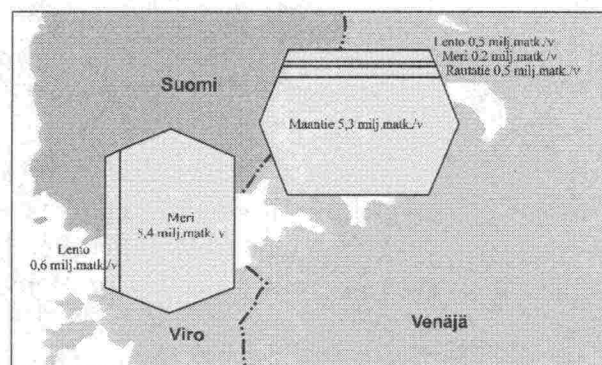 Lento 0,5 milj.matk./v
Meri 0,2 milj.matk./v
Rautatie 0,5 milj.matk./v
Suomi
Maantie 5,3 milj.matk./v
Meri
5,4 milj.matk. v
Lento
0,6 milj.matk./v
Viro
Venäjä